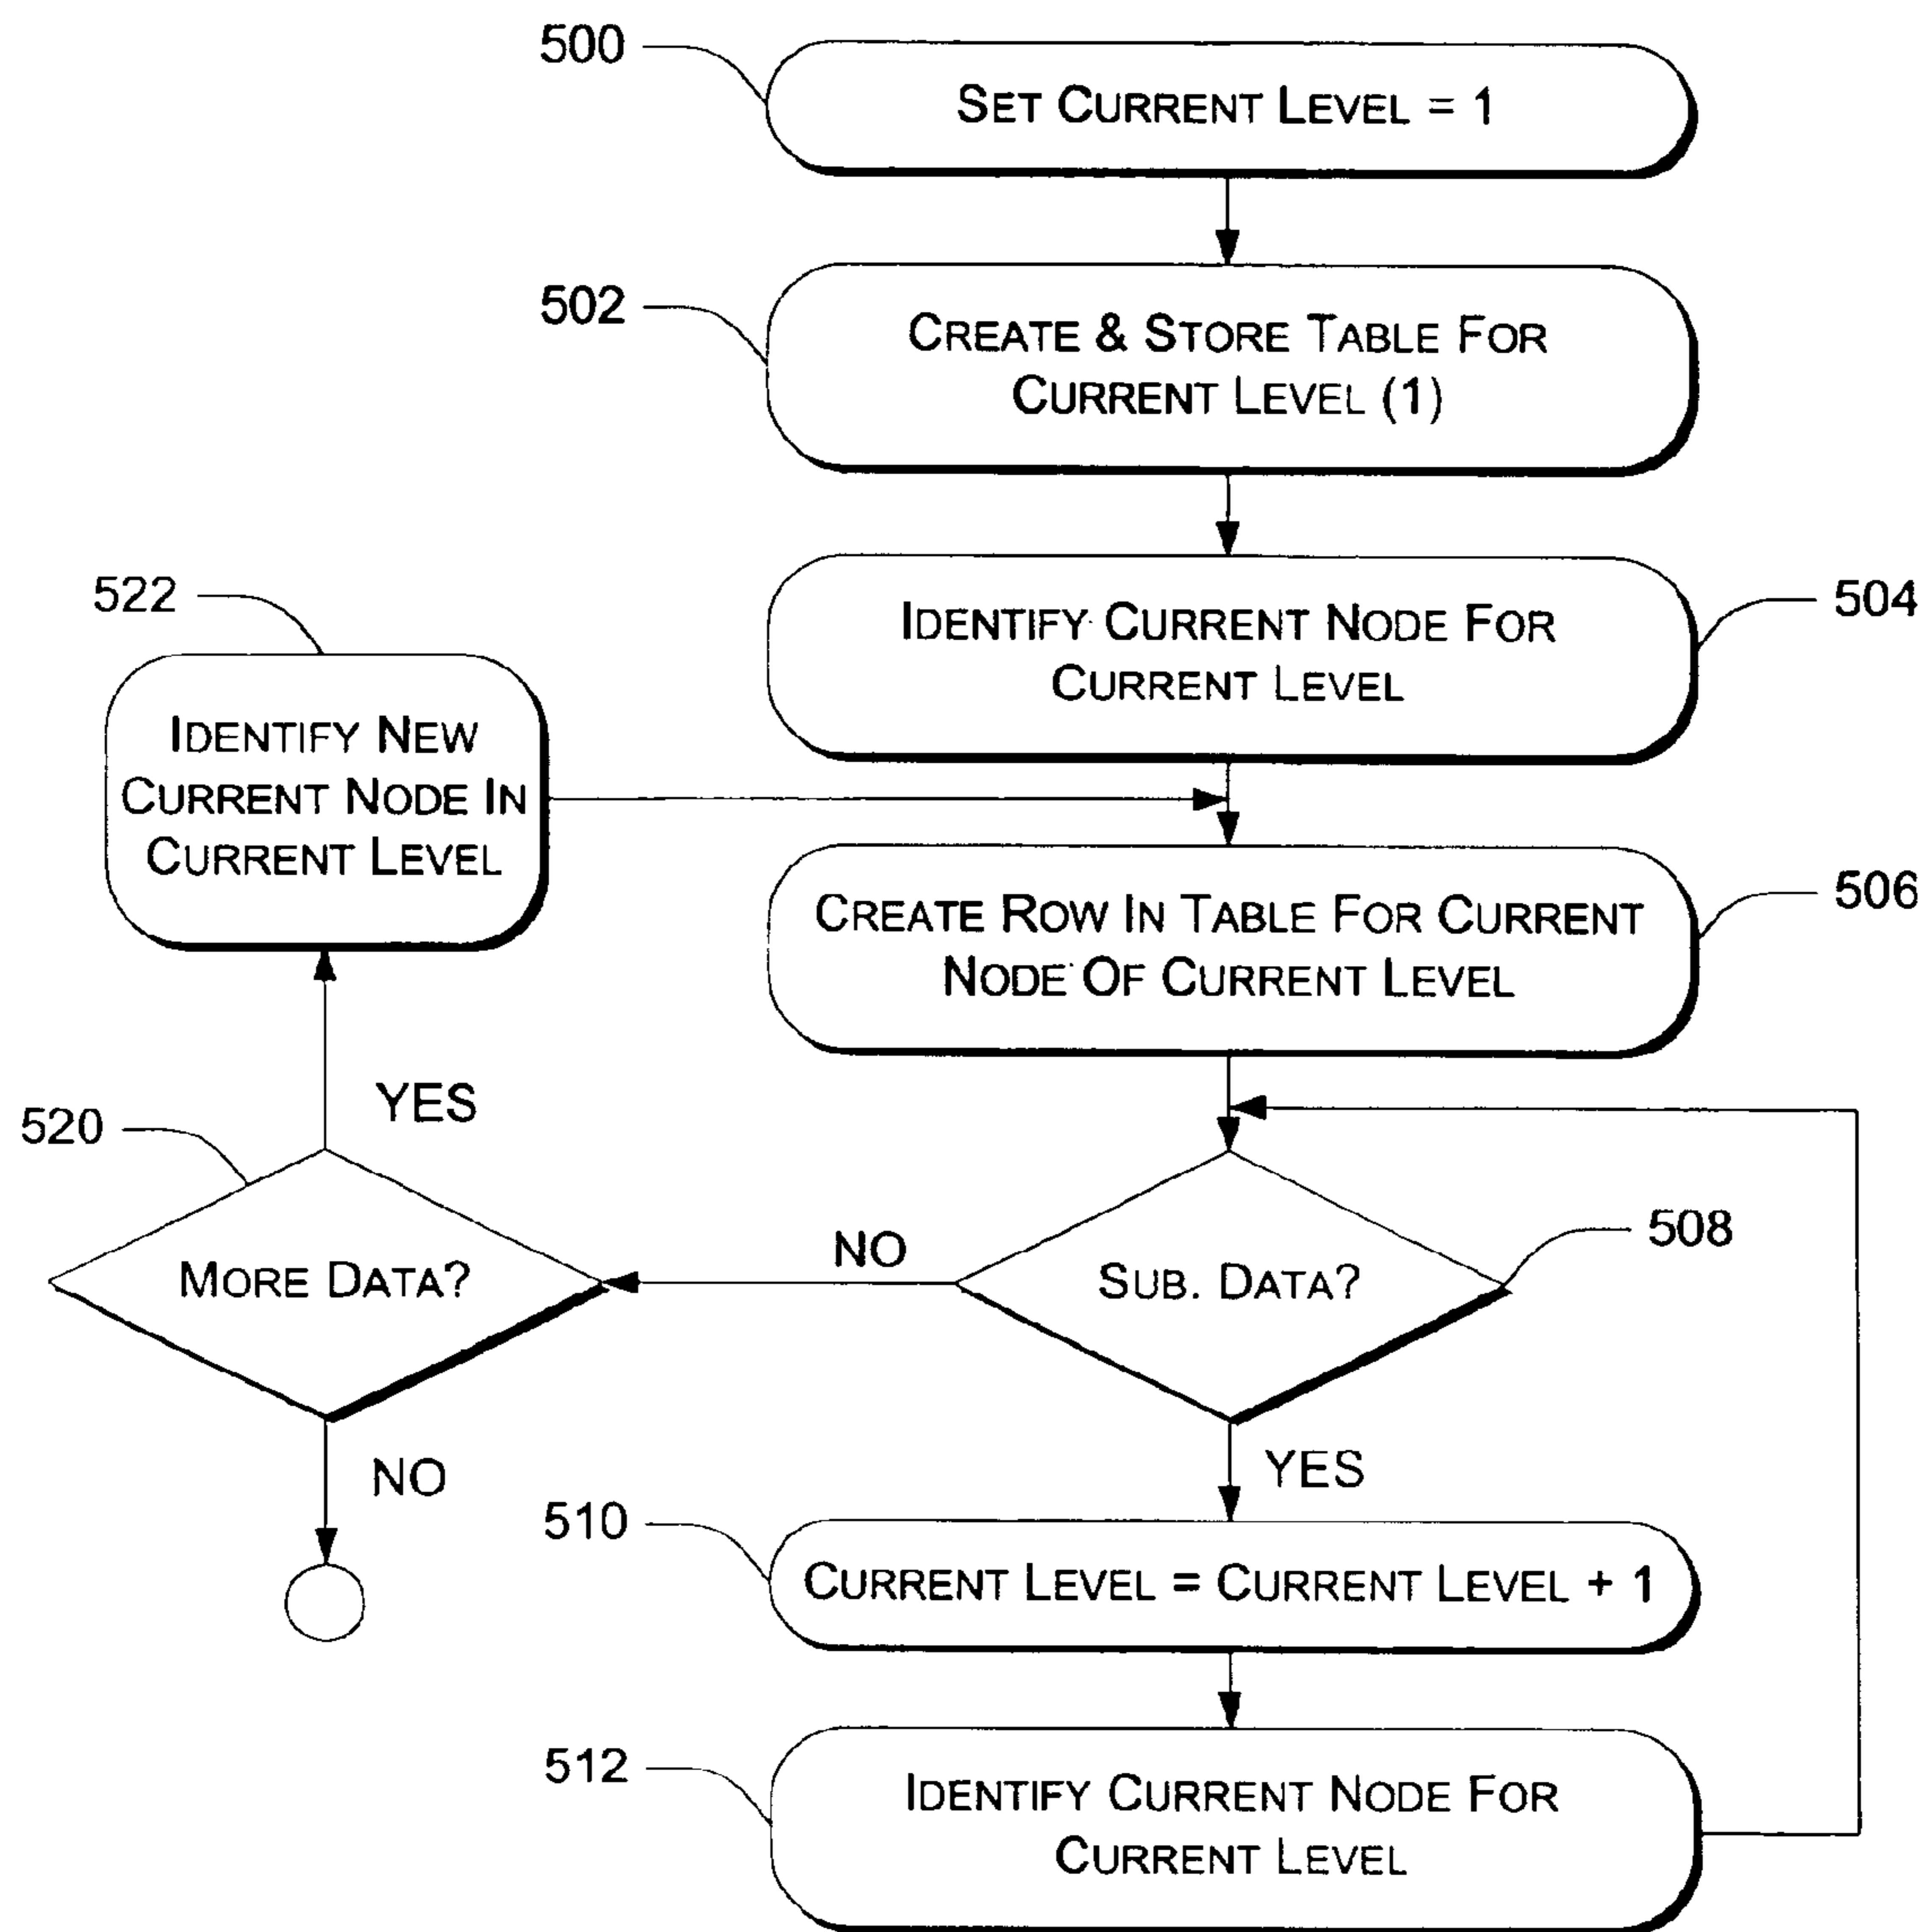 500
SET CURRENT LEVEL = 1
502
CREATE & STORE TABLE FOR
CURRENT LEVEL (1)
504
IDENTIFY CURRENT NODE FOR
CURRENT LEVEL
522
IDENTIFY NEW
CURRENT NODE IN
CURRENT LEVEL
506
CREATE ROW IN TABLE FOR CURRENT
NODE OF CURRENT LEVEL
520
YES
MORE DATA?
NO
508
SUB. DATA?
NO
YES
510
CURRENT LEVEL = CURRENT LEVEL + 1
512
IDENTIFY CURRENT NODE FOR
CURRENT LEVEL